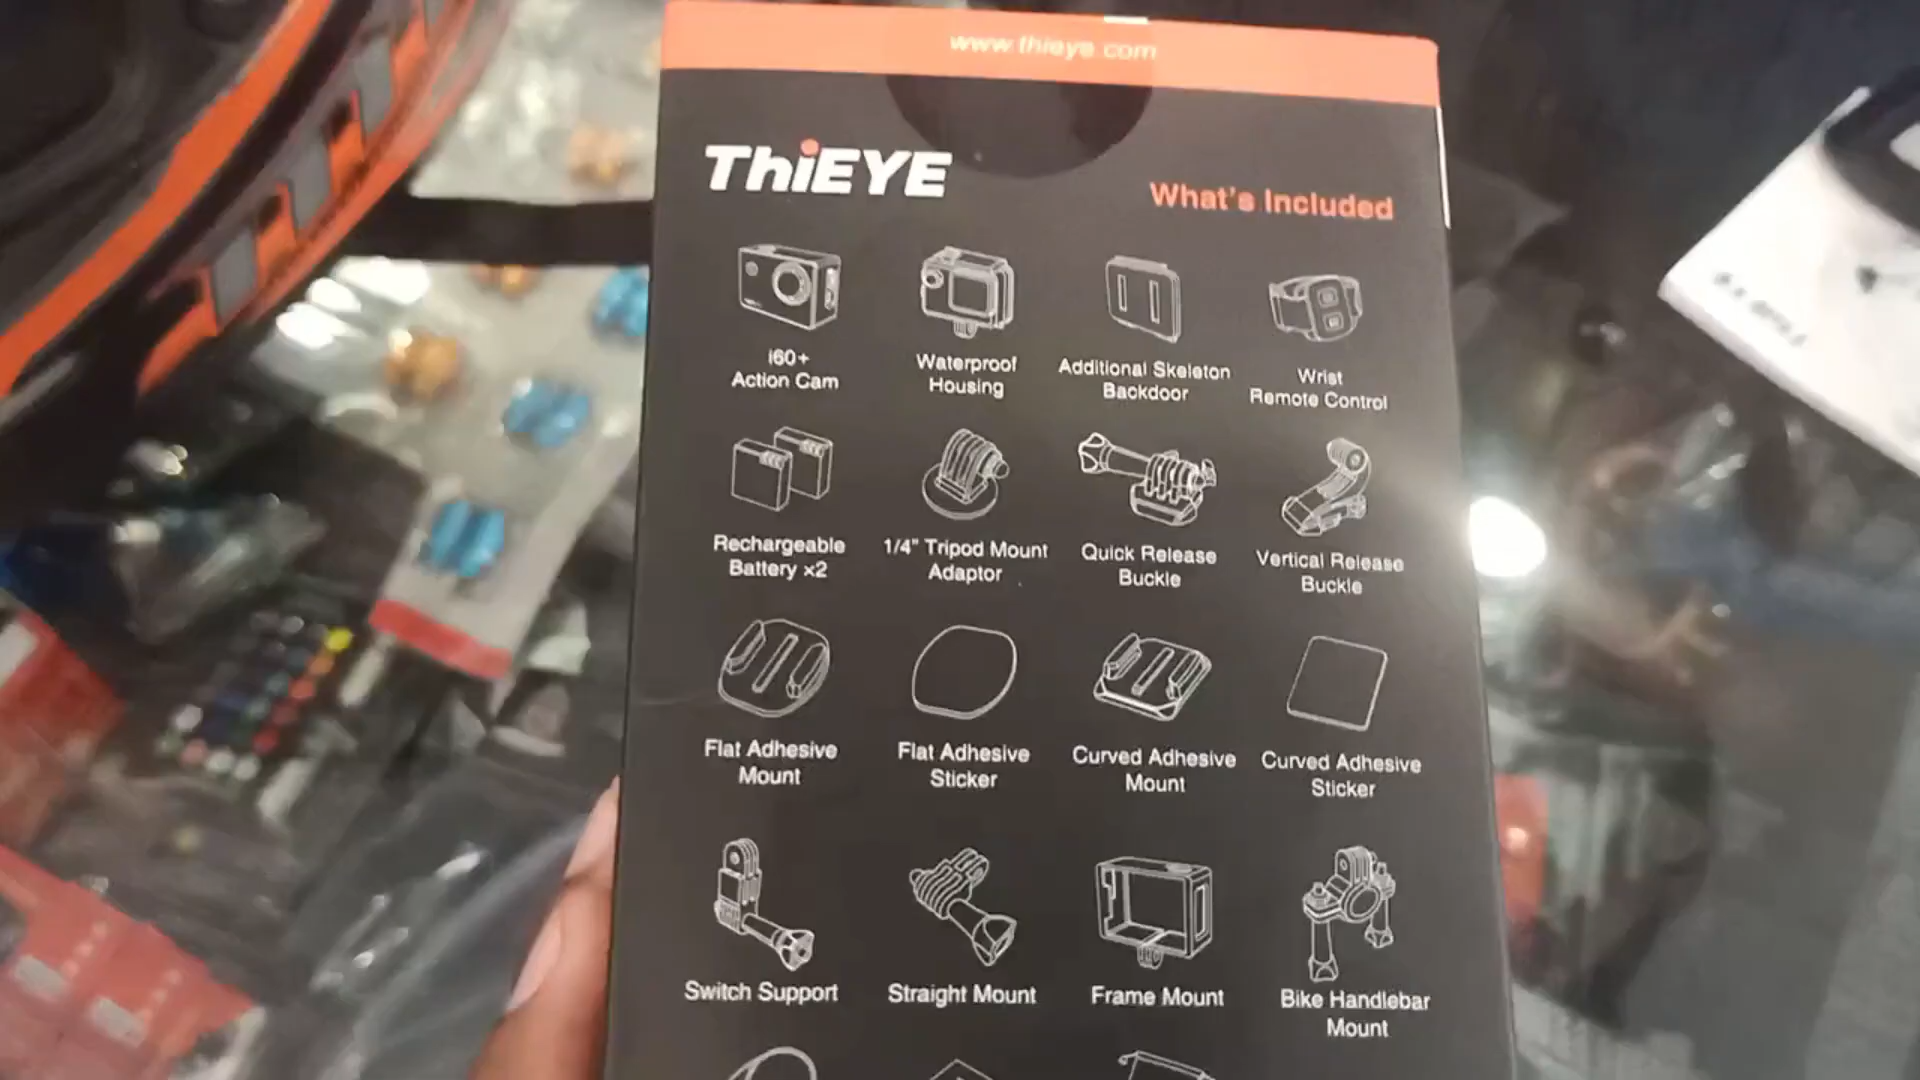 www.thieye.com
ThiEYE
What's Included
i60+
Action Cam
Waterproof
Housing
Additional Skeleton
Backdoor
Wrist
Remote Control
Rechargeable
Battery ×2
1/4" Tripod Mount
Adaptor
Quick Release
Buckle
Vertical Release
Buckle
Flat Adhesive
Mount
Flat Adhesive
Sticker
Curved Adhesive
Mount
Curved Adhesive
Sticker
Switch Support
Straight Mount
Frame Mount
Bike Handlebar
Mount